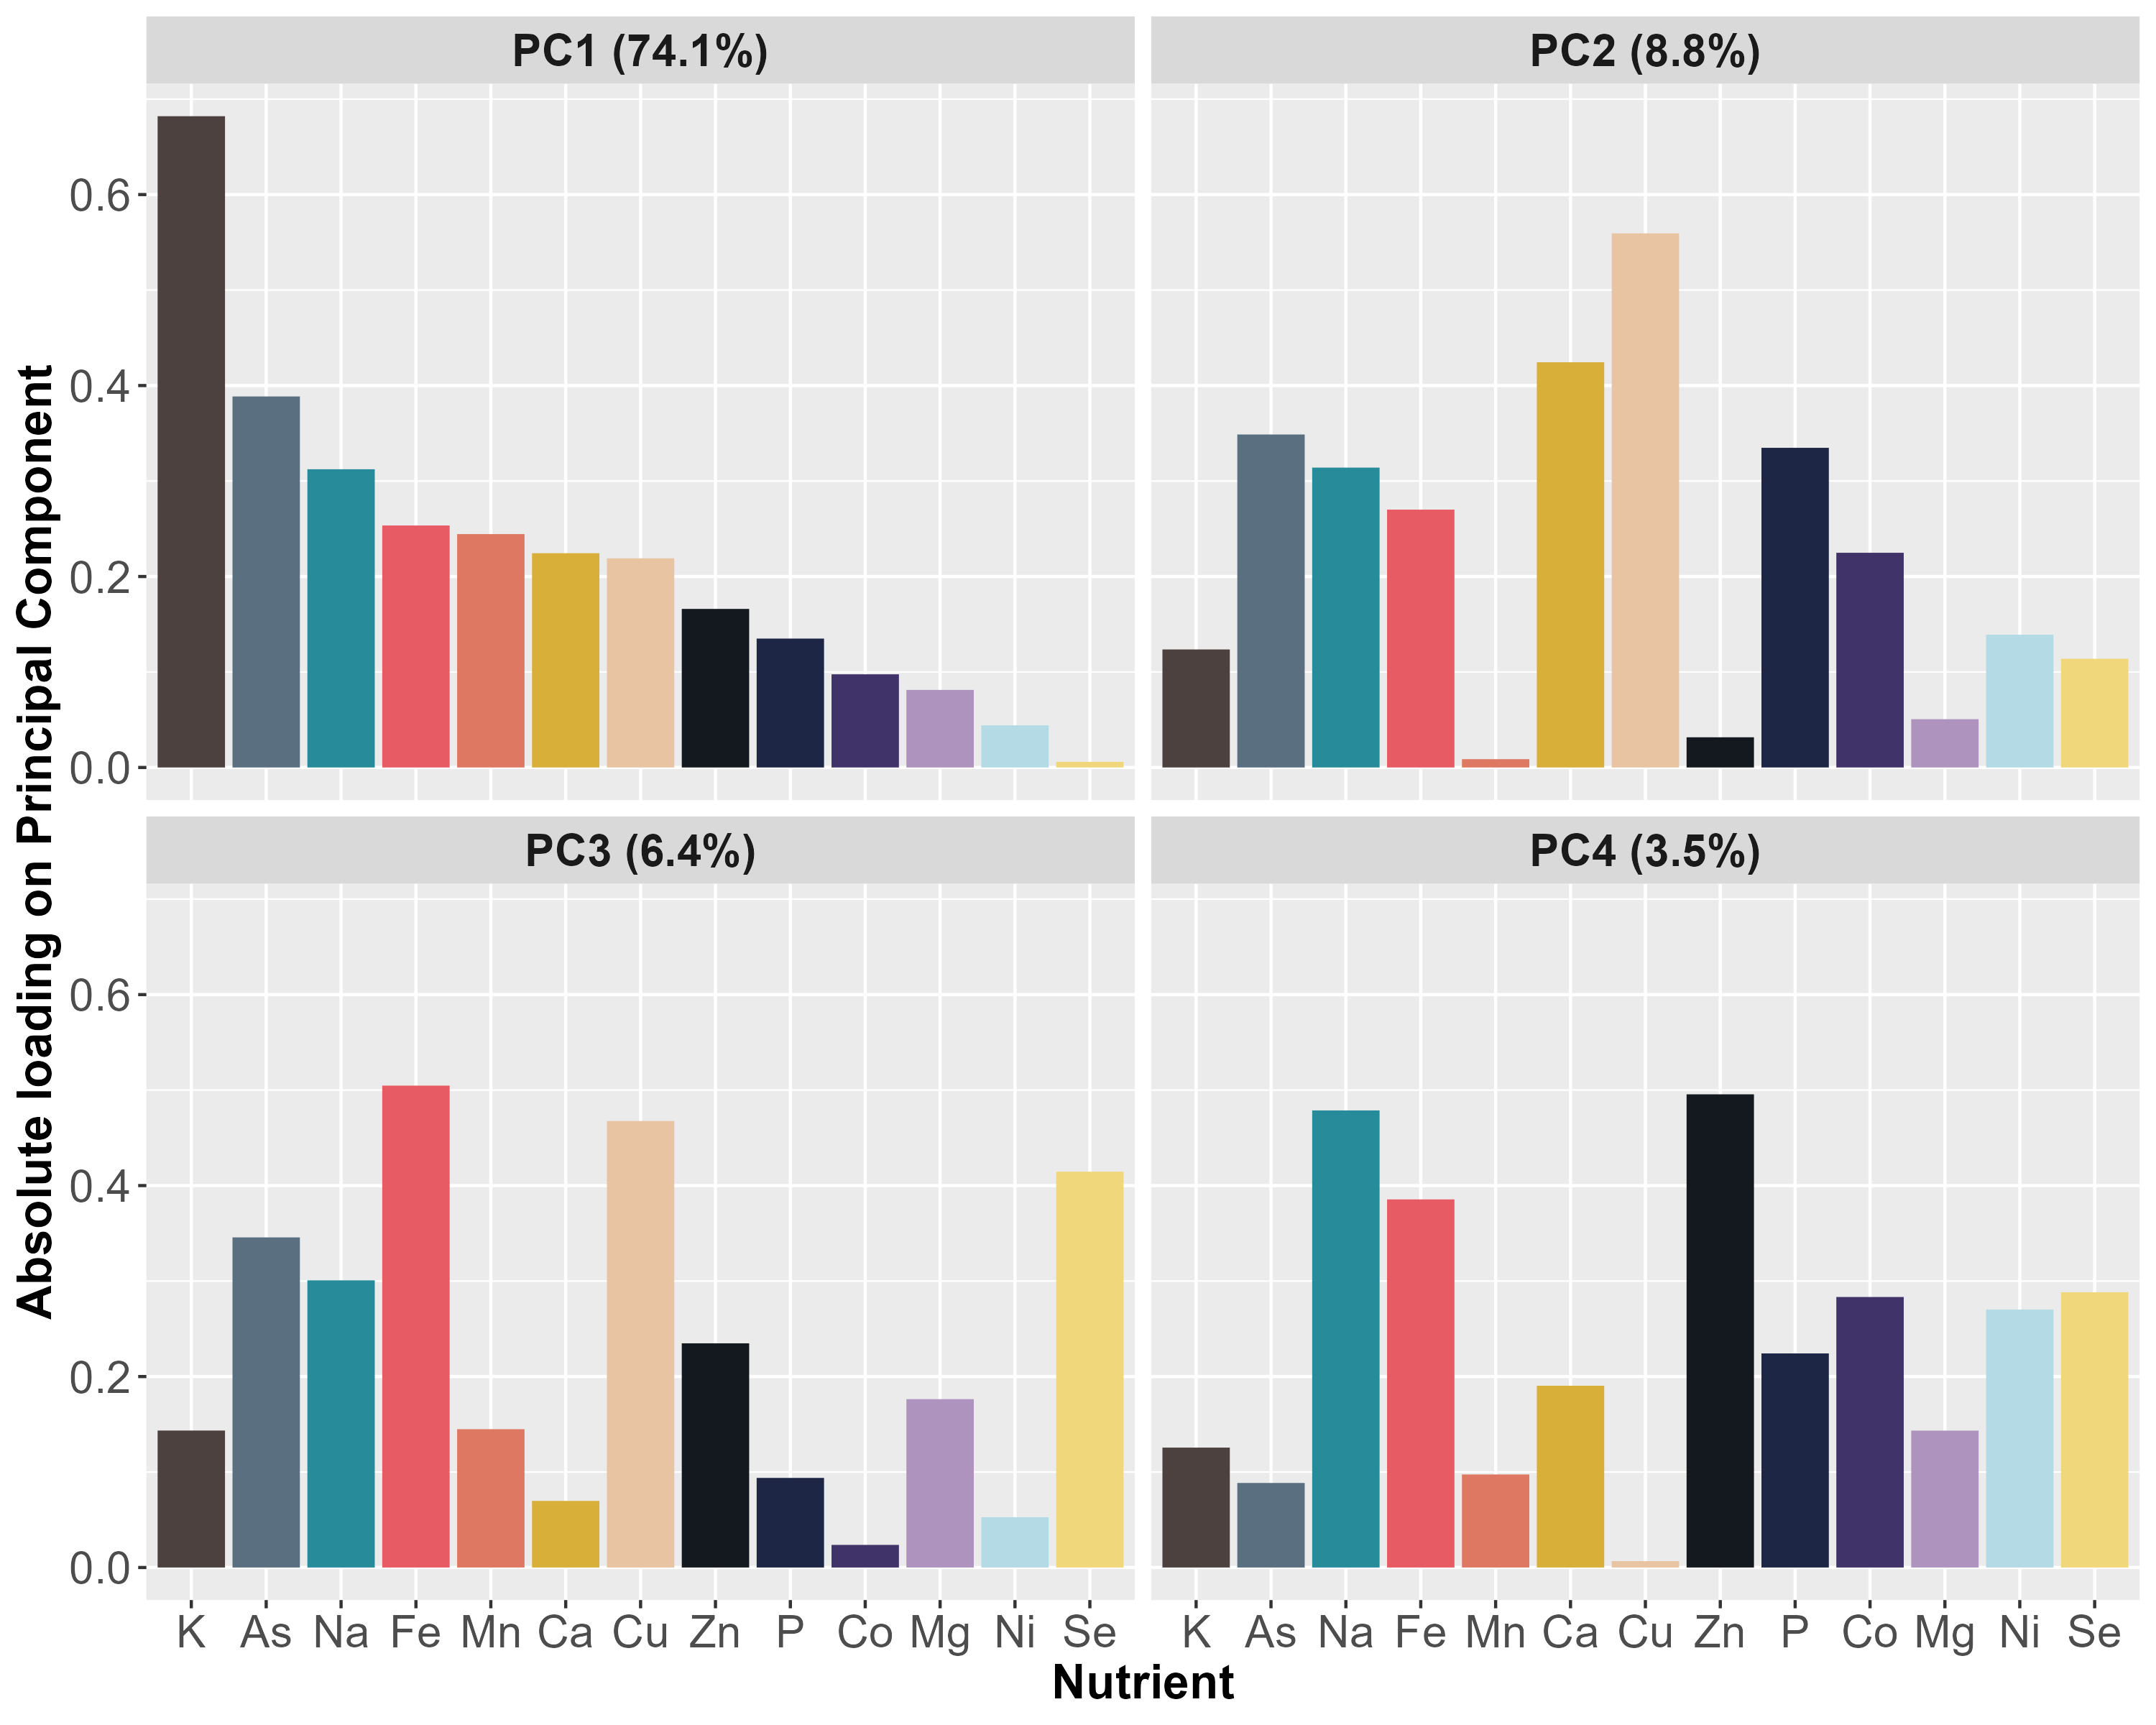 PC1 (74.1%)
PC2 (8.8%)
0.6
0.4
0.2
0.0
PC3 (6.4%)
PC4 (3.5%)
0.6
0.4
0.2
0.0
K As Na Fe Mn Ca Cu Zn P Co Mg Ni Se
K As Na Fe Mn Ca Cu Zn P Co Mg Ni Se
Nutrient
Absolute loading on Principal Component